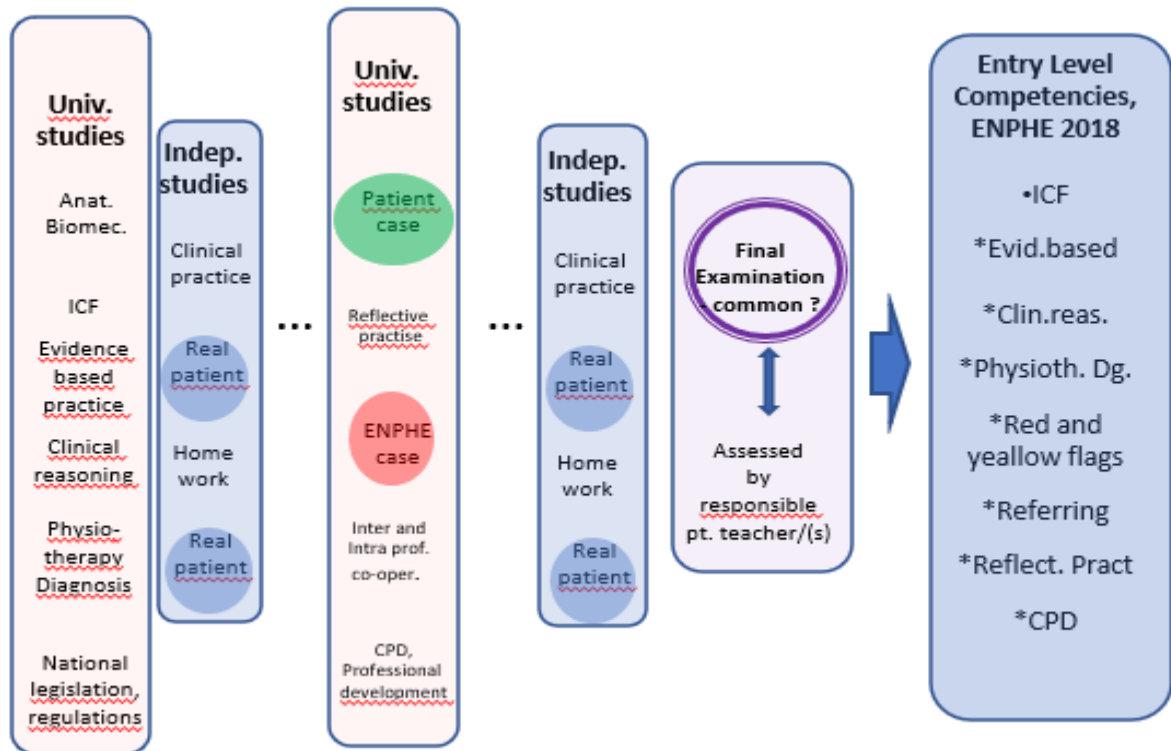 Univ.
studies
Anat.
Biomec.
ICF
Evidence
based
practice
Clinical
reasoning
Physio-
therapy
Diagnosis
National
legislation,
regulations
Indep.
studies
Clinical
practice
Real
patient
Home
work
Real
patient
...
Univ.
studies
Patient
case
Reflective
practise
ENPHE
case
Inter and
Intra prof.
co-oper.
CPD,
Professional
development
...
Indep.
studies
Clinical
practice
Real
patient
Home
work
Real
patient
Final
Examination
- common ?
Assessed
by
responsible
pt. teacher/(s)
Entry Level
Competencies,
ENPHE 2018
•ICF
*Evid.based
*Clin.reas.
*Physioth. Dg.
*Red and
yeallow flags
*Referring
*Reflect. Pract
*CPD